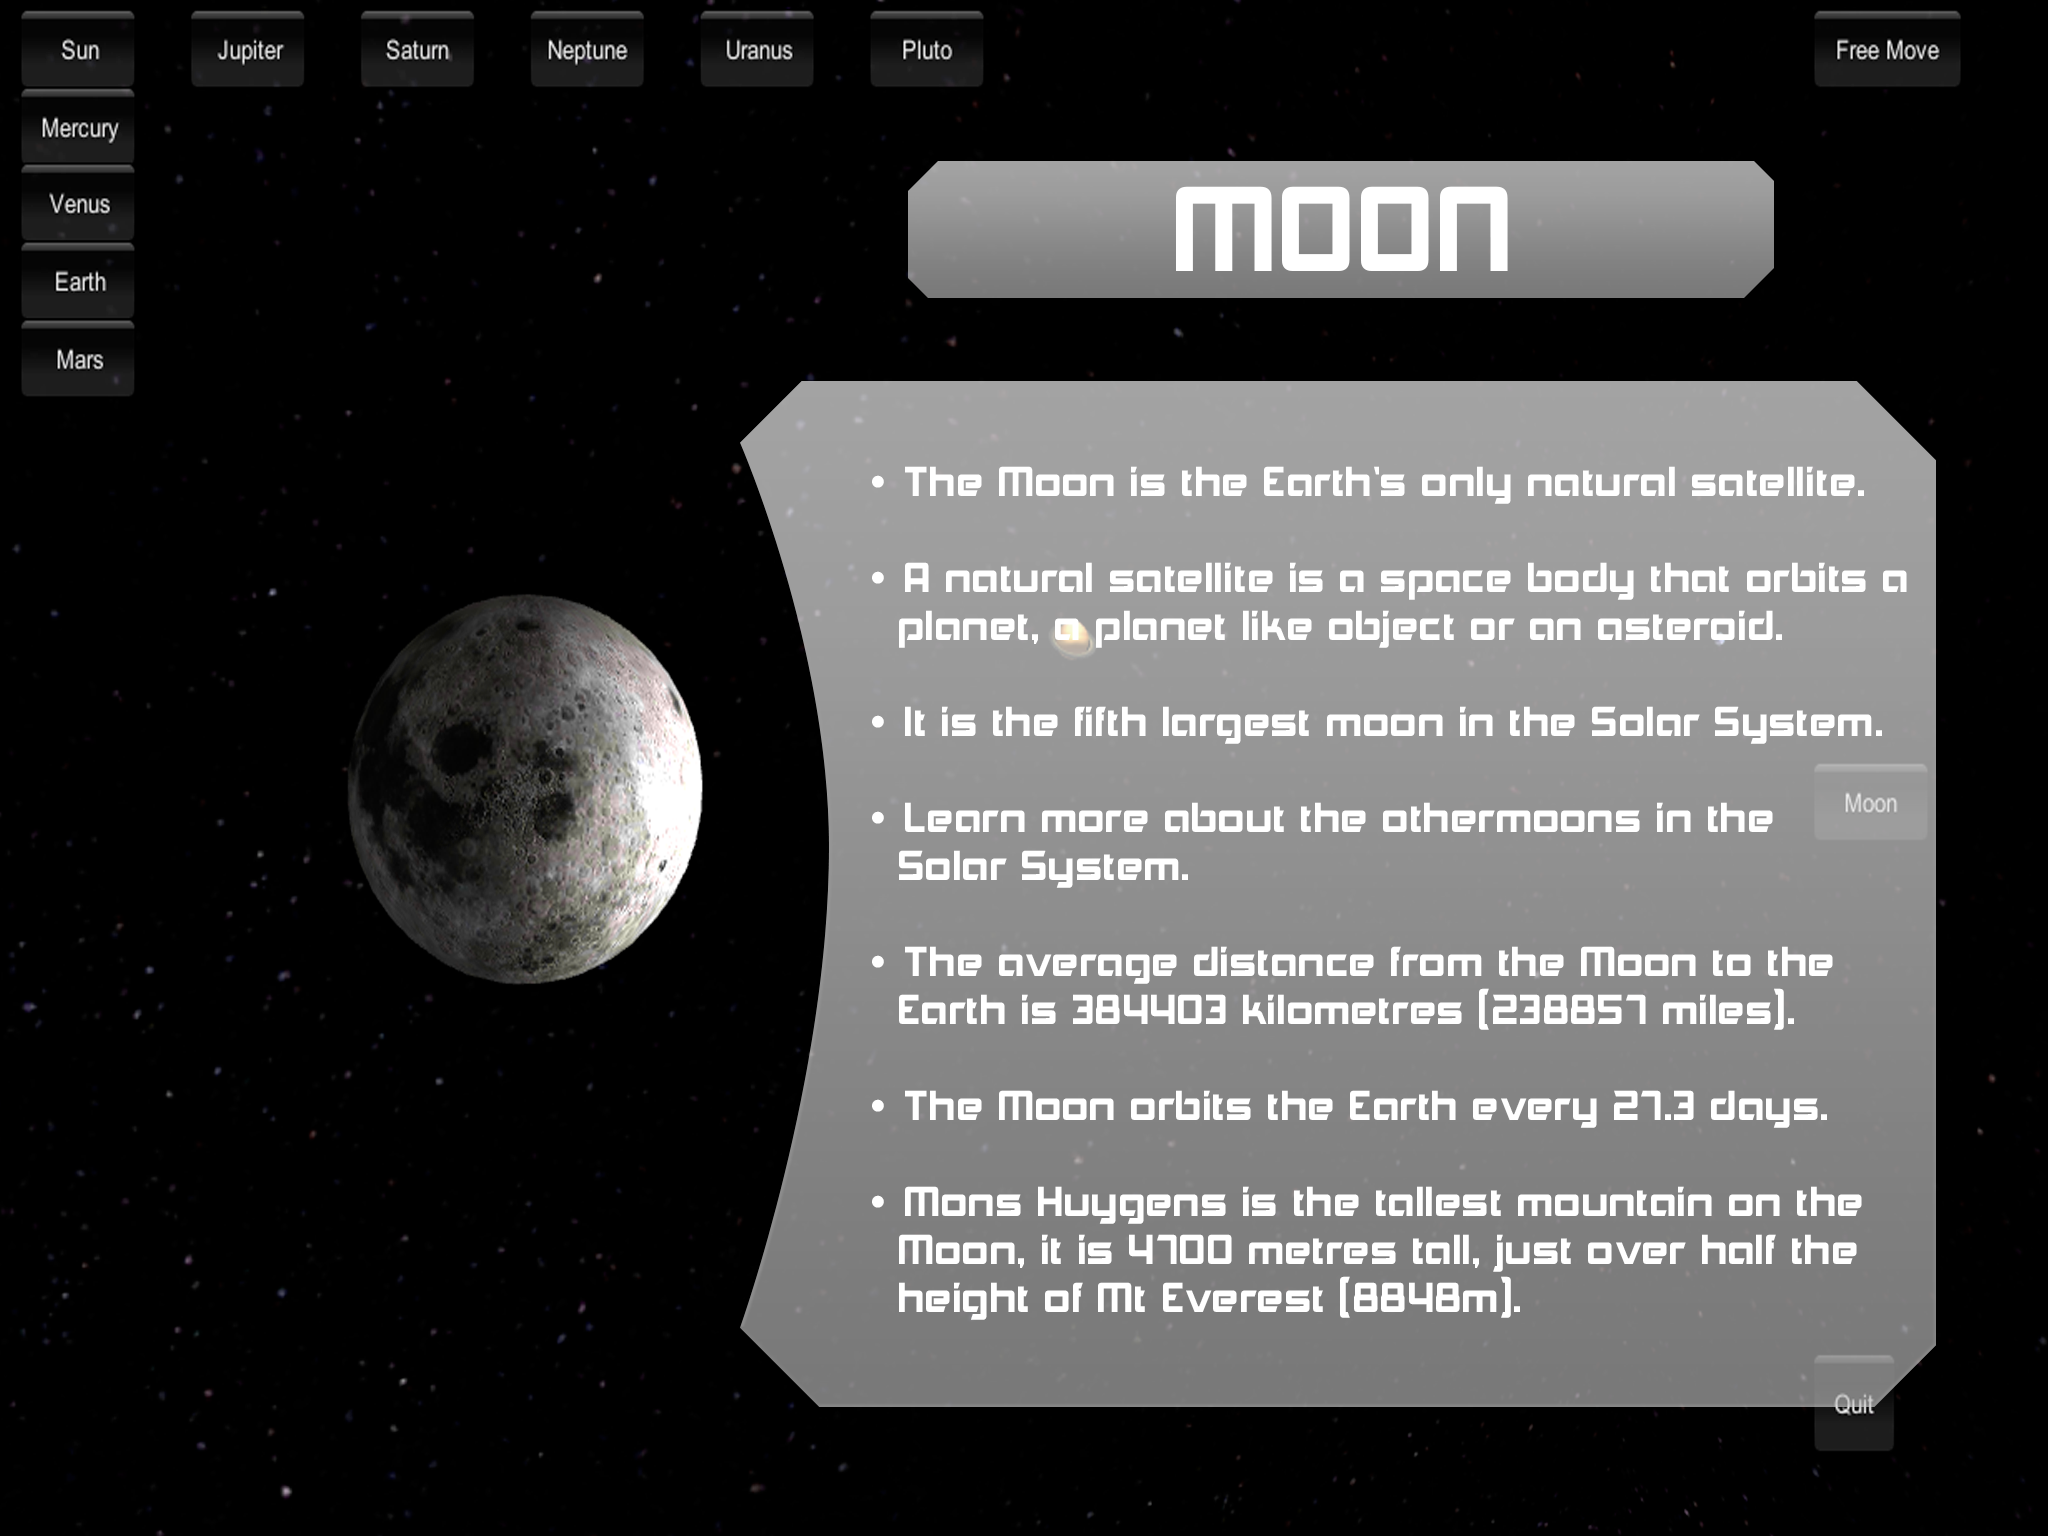 Sun Jupiter Saturn Neptune Uranus Pluto Free Move
Mercury
Venus
Earth
Mars
MOON
• The Moon is the Earth's only natural satellite.
• A natural satellite is a space body that orbits a
planet, a planet like object or an asteroid.
• It is the fifth largest moon in the Solar System.
Moon
• Learn more about the othermoons in the
Solar System.
• The average distance from the Moon to the
Earth is 384403 kilometres (238857 miles).
• The Moon orbits the Earth every 27.3 days.
• Mons Huygens is the tallest mountain on the
Moon, it is 4700 metres tall, just over half the
height of Mt Everest (8848m).
Quit